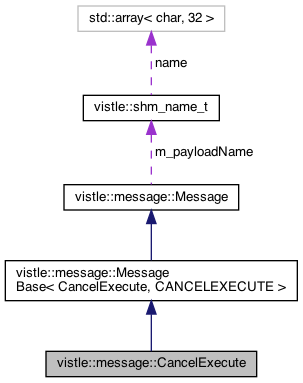 std::array< char, 32 >
name
vistle::shm_name_t
m_payloadName
vistle::message::Message
vistle::message::Message
Base< CancelExecute, CANCELEXECUTE >
vistle::message::CancelExecute